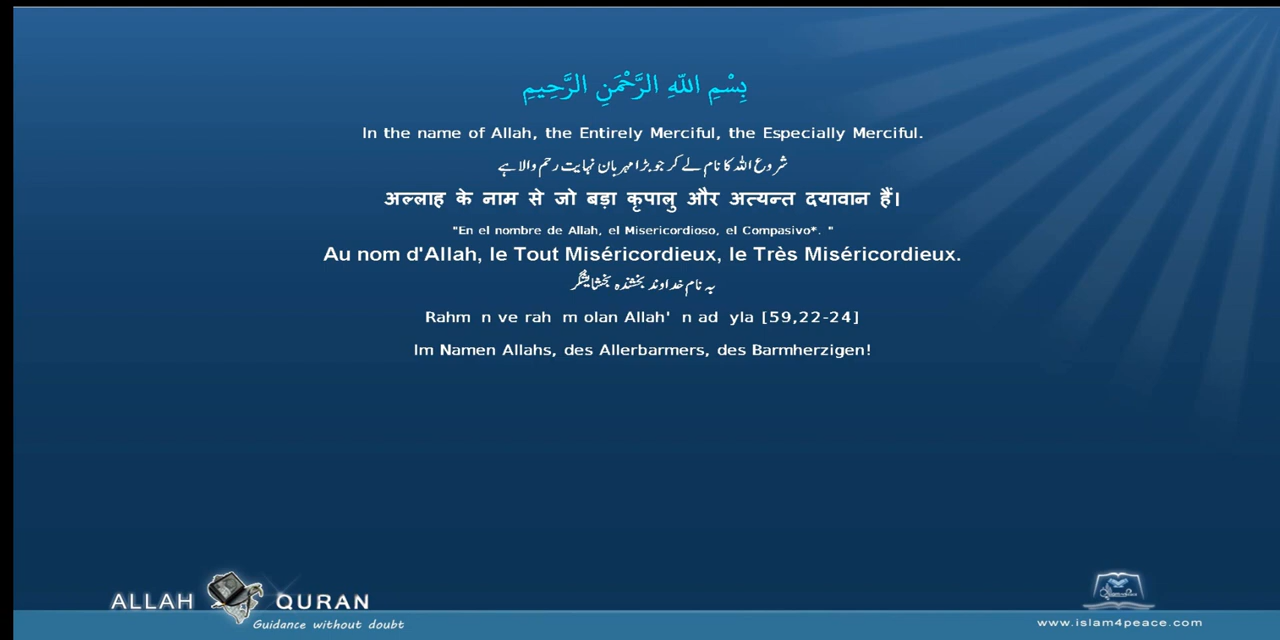 بِسْمِ اللّهِ الرَّحْمَنِ الرَّحِيمِ
In the name of Allah, the Entirely Merciful, the Especially Merciful.
شروع الله کا نام لے کر جو بڑا مہربان نہایت رحم والا ہے
अल्लाह के नाम से जो बड़ा कृपालु और अत्यन्त दयावान हैं।
"En el nombre de Allah, el Misericordioso, el Compasivo*. "
Au nom d'Allah, le Tout Miséricordieux, le Très Miséricordieux.
به نام خداوند بخشنده بخشایشگر
Rahm n ve rah m olan Allah' n ad yla [59,22-24]
Im Namen Allahs, des Allerbarmers, des Barmherzigen!
ALLAH QURAN
Guidance without doubt
www.islam4peace.com